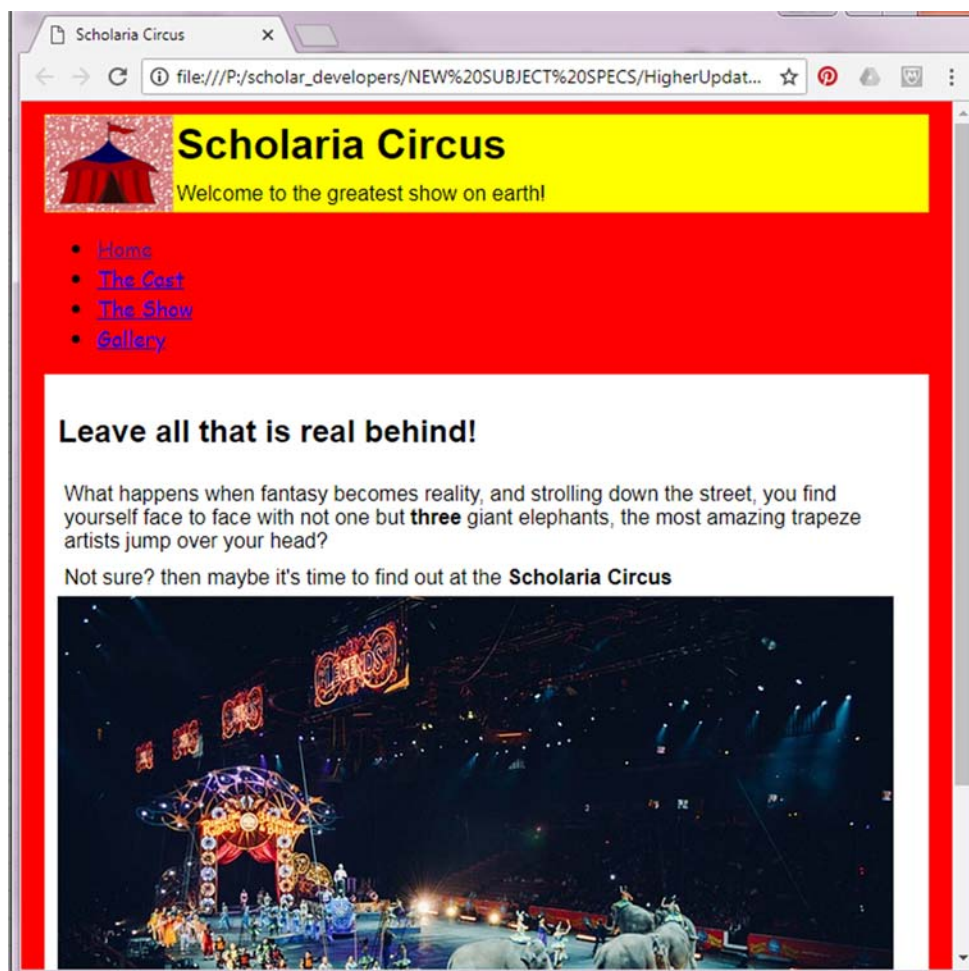 Scholaria Circus
file:///P:/scholar_developers/NEW%20SUBJECT%20SPECS/HigherUpdat...
Scholaria Circus
Welcome to the greatest show on earth!
Home
The Cast
The Show
Gallery
Leave all that is real behind!
What happens when fantasy becomes reality, and strolling down the street, you find
yourself face to face with not one but three giant elephants, the most amazing trapeze
artists jump over your head?
Not sure? then maybe it's time to find out at the Scholaria Circus
LEGENDS